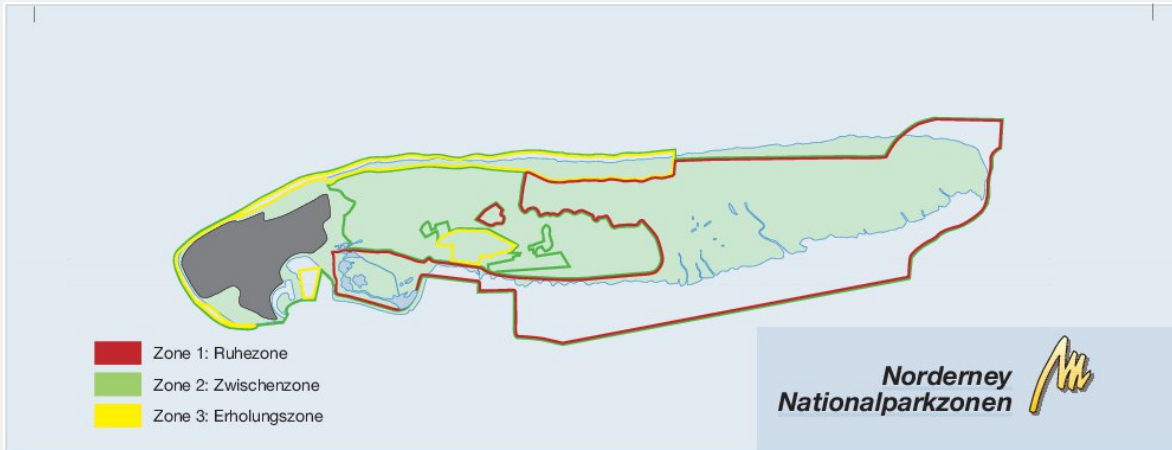 Zone 1: Ruhezone
Zone 2: Zwischenzone
Zone 3: Erholungszone
Norderney
Nationalparkzonen